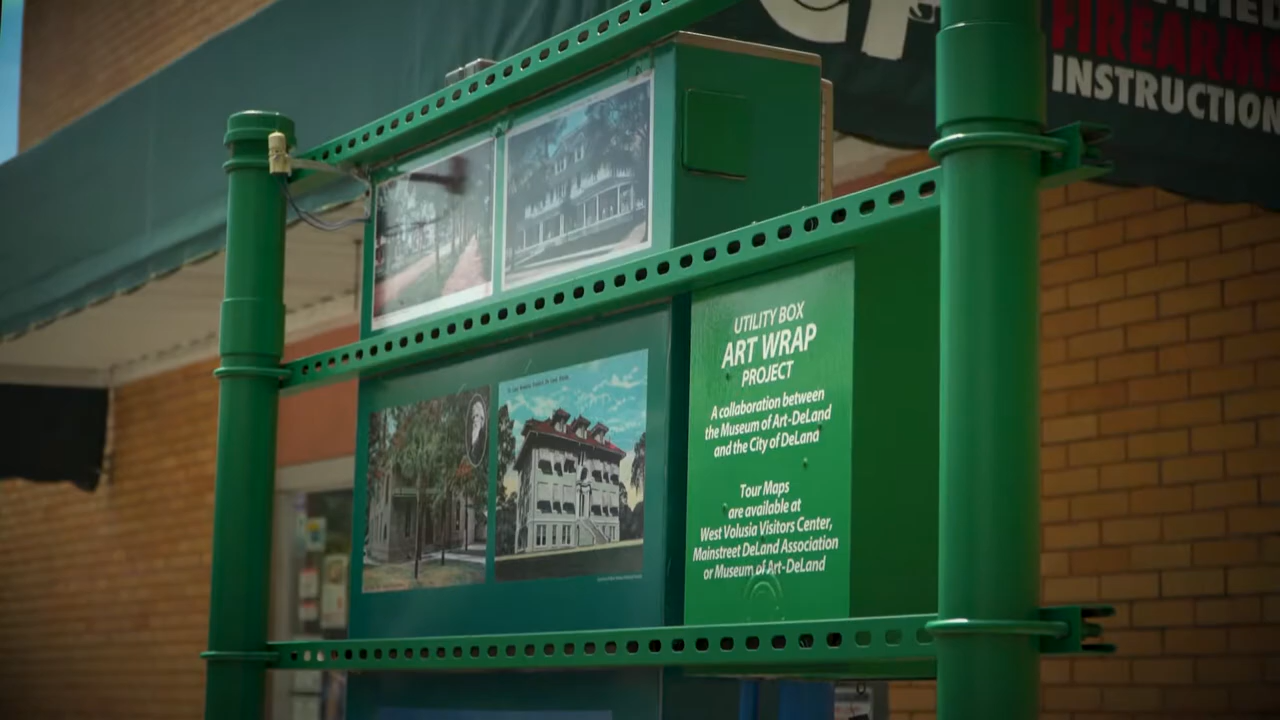 FIREARMS
INSTRUCTION
UTILITY BOX
ART WRAP
PROJECT
A collaboration between
the Museum of Art-DeLand
and the City of DeLand
Tour Maps
are available at
West Volusia Visitors Center,
Mainstreet DeLand Association
or Museum of Art-DeLand